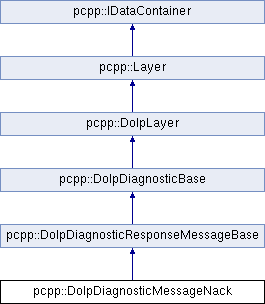 pcpp::IDataContainer
pcpp::Layer
pcpp::DoIpLayer
pcpp::DoIpDiagnosticBase
pcpp::DoIpDiagnosticResponseMessageBase
pcpp::DoIpDiagnosticMessageNack